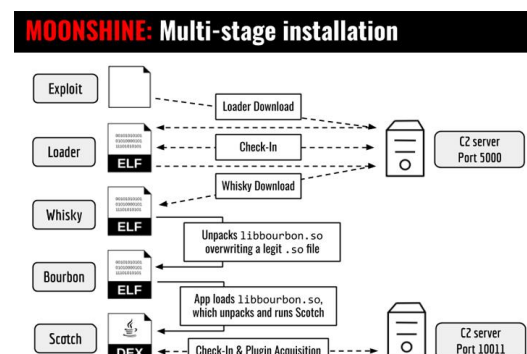 MOONSHINE: Multi-stage installation
Exploit
Loader Download
Loader
ELF
Check-In
C2 server
Port 5000
Whisky Download
Whisky
ELF
Unpacks libbourbon.so
overwriting a legit .so file
Bourbon
ELF
App loads libbourbon.so,
which unpacks and runs Scotch
Scotch
DEX
Check-In & Plugin Acquisition
C2 server
Port 10011